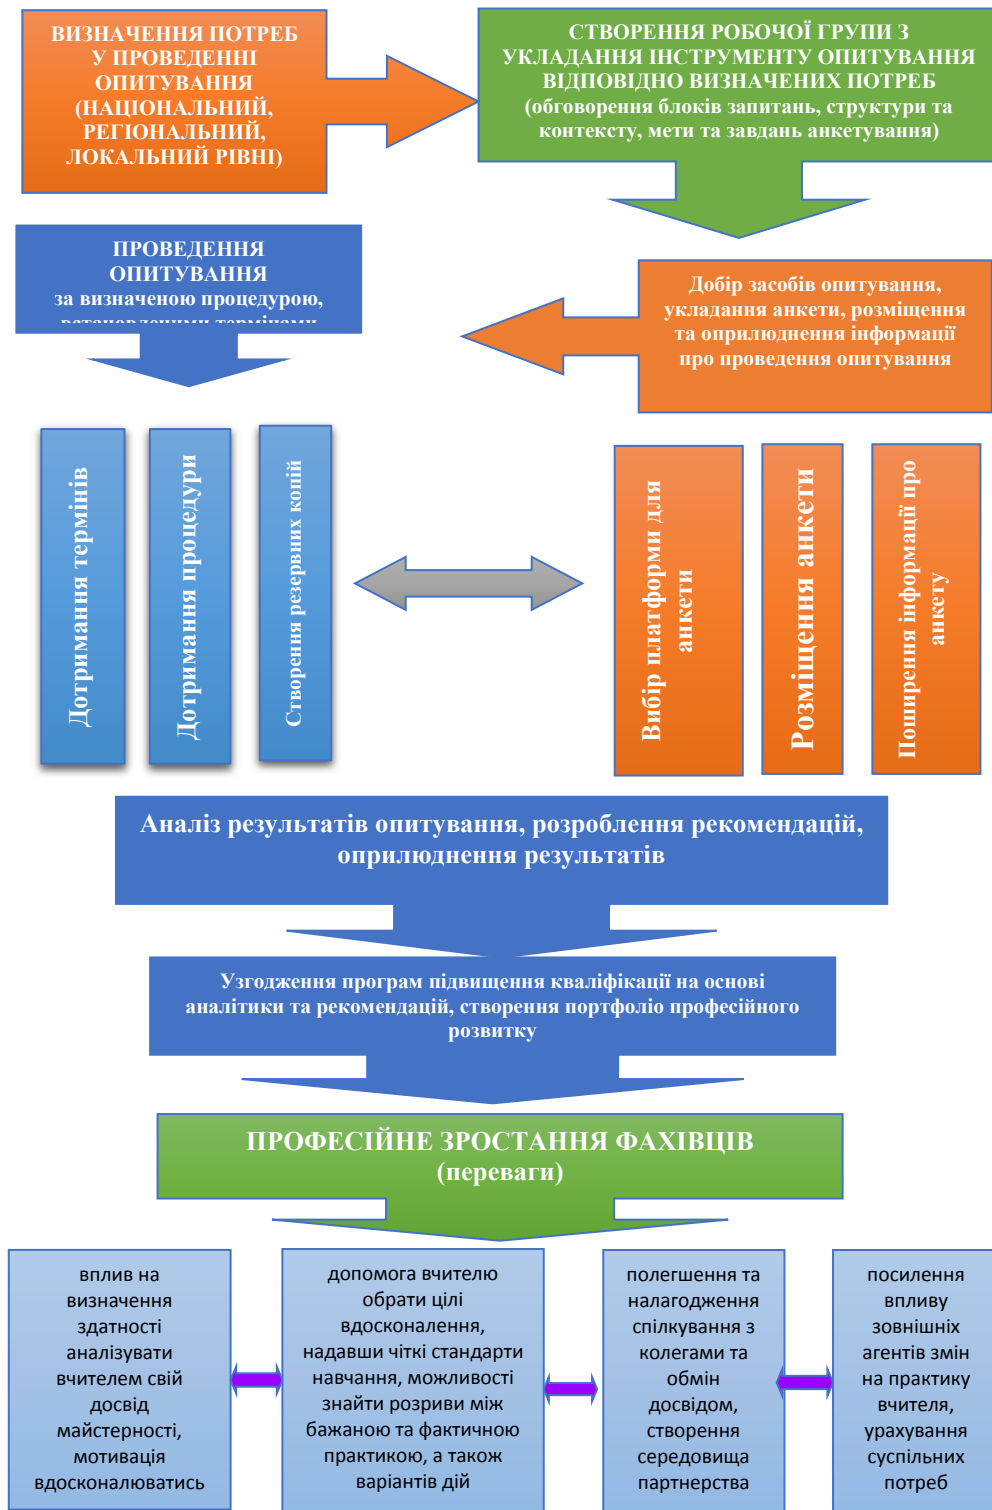 ВИЗНАЧЕННЯ ПОТРЕБ
У ПРОВЕДЕННІ
ОПИТУВАННЯ
(НАЦІОНАЛЬНИЙ,
РЕГІОНАЛЬНИЙ,
ЛОКАЛЬНИЙ РІВНІ)
СТВОРЕННЯ РОБОЧОЇ ГРУПИ З
УКЛАДАННЯ ІНСТРУМЕНТУ ОПИТУВАННЯ
ВІДПОВІДНО ВИЗНАЧЕНИХ ПОТРЕБ
(обговорення блоків запитань, структури та
контексту, мети та завдань анкетування)
ПРОВЕДЕННЯ
ОПИТУВАННЯ
за визначеною процедурою,
встановленими термінами
Добір засобів опитування,
укладання анкети, розміщення
та оприлюднення інформації
про проведення опитування
Дотримання термінів
Дотримання процедури
Створення резервних копій
Вибір платформи для
анкети
Розміщення анкети
Поширення інформації про
анкету
Аналіз результатів опитування, розроблення рекомендацій,
оприлюднення результатів
Узгодження програм підвищення кваліфікації на основі
аналітики та рекомендацій, створення портфоліо професійного
розвитку
ПРОФЕСІЙНЕ ЗРОСТАННЯ ФАХІВЦІВ
(переваги)
вплив на
визначення
здатності
аналізувати
вчителем свій
досвід
майстерності,
мотивація
вдосконалюватись
допомога вчителю
обрати цілі
вдосконалення,
надавши чіткі стандарти
навчання, можливості
знайти розриви між
бажаною та фактичною
практикою, а також
варіантів дій
полегшення та
налагодження
спілкування з
колегами та
обмін
досвідом,
створення
середовища
партнерства
посилення
впливу
зовнішніх
агентів змін
на практику
вчителя,
урахування
суспільних
потреб